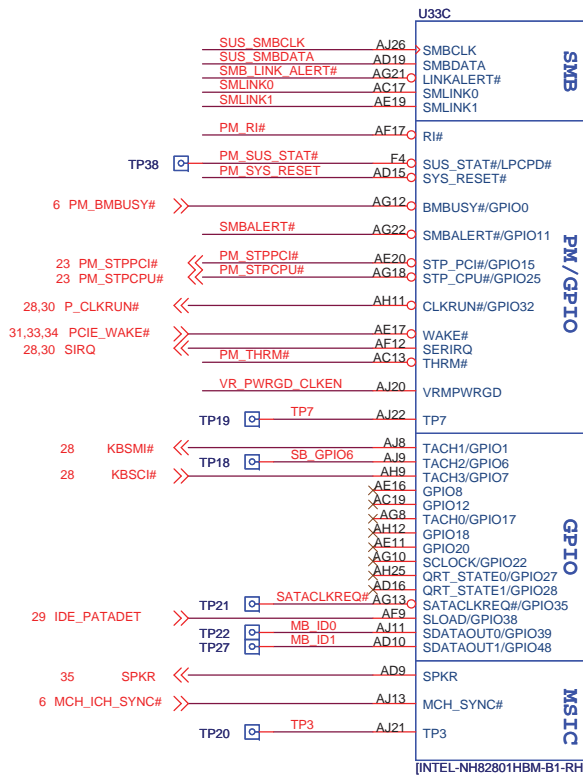 U33C
SUS_SMBCLK AJ26 SMBCLK
SUS_SMBDATA AD19 SMBDATA
SMB_LINK_ALERT# AG21 LINKALERT#
SMLINK0 AC17 SMLINK0
SMLINK1 AE19 SMLINK1
SMB
PM_RI# AF17 RI#
TP38 PM_SUS_STAT# F4 SUS_STAT#/LPCPD#
PM_SYS_RESET AD15 SYS_RESET#
6 PM_BMBUSY# AG12 BMBUSY#/GPIO0
SMBALERT# AG22 SMBALERT#/GPIO11
23 PM_STPPCI# PM_STPPCI# AE20 STP_PCI#/GPIO15
23 PM_STPCPU# PM_STPCPU# AG18 STP_CPU#/GPIO25
28,30 P_CLKRUN# AH11 CLKRUN#/GPIO32
31,33,34 PCIE_WAKE# AE17 WAKE#
28,30 SIRQ AF12 SERIRQ
PM_THRM# AC13 THRM#
VR_PWRGD_CLKEN AJ20 VRMPWRGD
TP19 TP7 AJ22 TP7
PM/GPIO
28 KBSMI# AJ8 TACH1/GPIO1
TP18 SB_GPIO6 AJ9 TACH2/GPIO6
28 KBSCI# AH9 TACH3/GPIO7
AE16 GPIO8
AC19 GPIO12
AG8 TACH0/GPIO17
AH12 GPIO18
AE11 GPIO20
AG10 SCLOCK/GPIO22
AH25 QRT_STATE0/GPIO27
AD16 QRT_STATE1/GPIO28
TP21 SATACLKREQ# AG13 SATACLKREQ#/GPIO35
29 IDE_PATADET AF9 SLOAD/GPIO38
TP22 MB_ID0 AJ11 SDATAOUT0/GPIO39
TP27 MB_ID1 AD10 SDATAOUT1/GPIO48
GPIO
35 SPKR AD9 SPKR
6 MCH_ICH_SYNC# AJ13 MCH_SYNC#
TP20 TP3 AJ21 TP3
MSIC
[INTEL-NH82801HBM-B1-RH